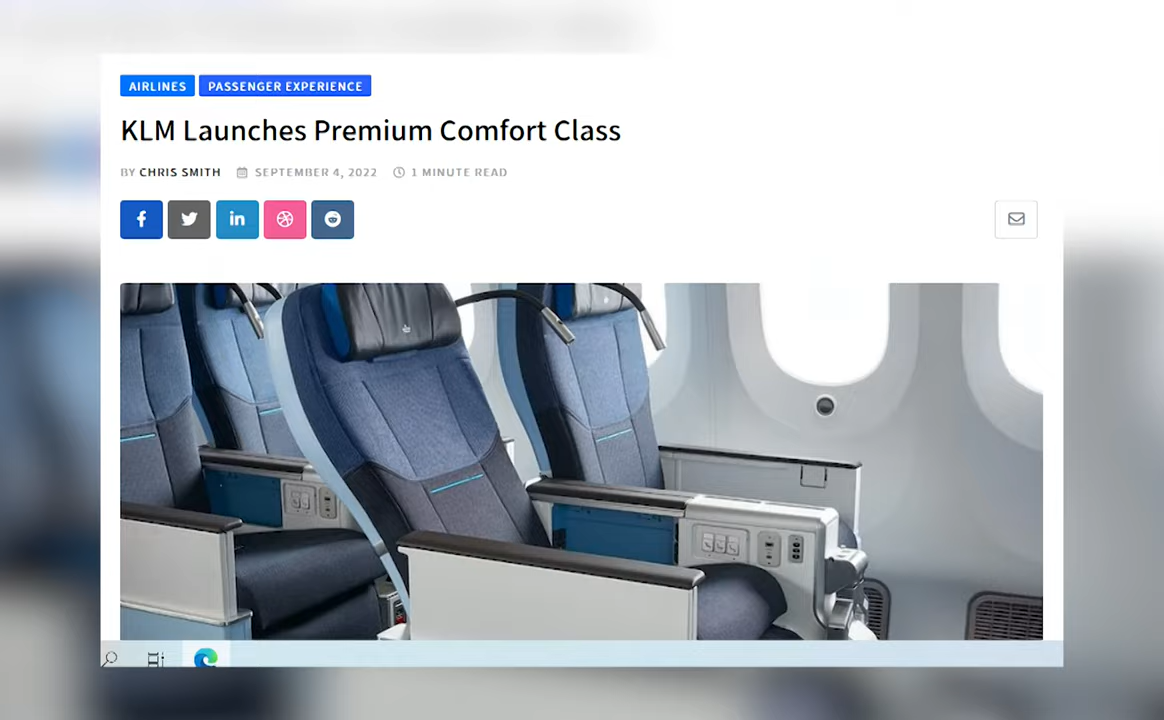 AIRLINES PASSENGER EXPERIENCE
KLM Launches Premium Comfort Class
BY CHRIS SMITH SEPTEMBER 4, 2022 1 MINUTE READ